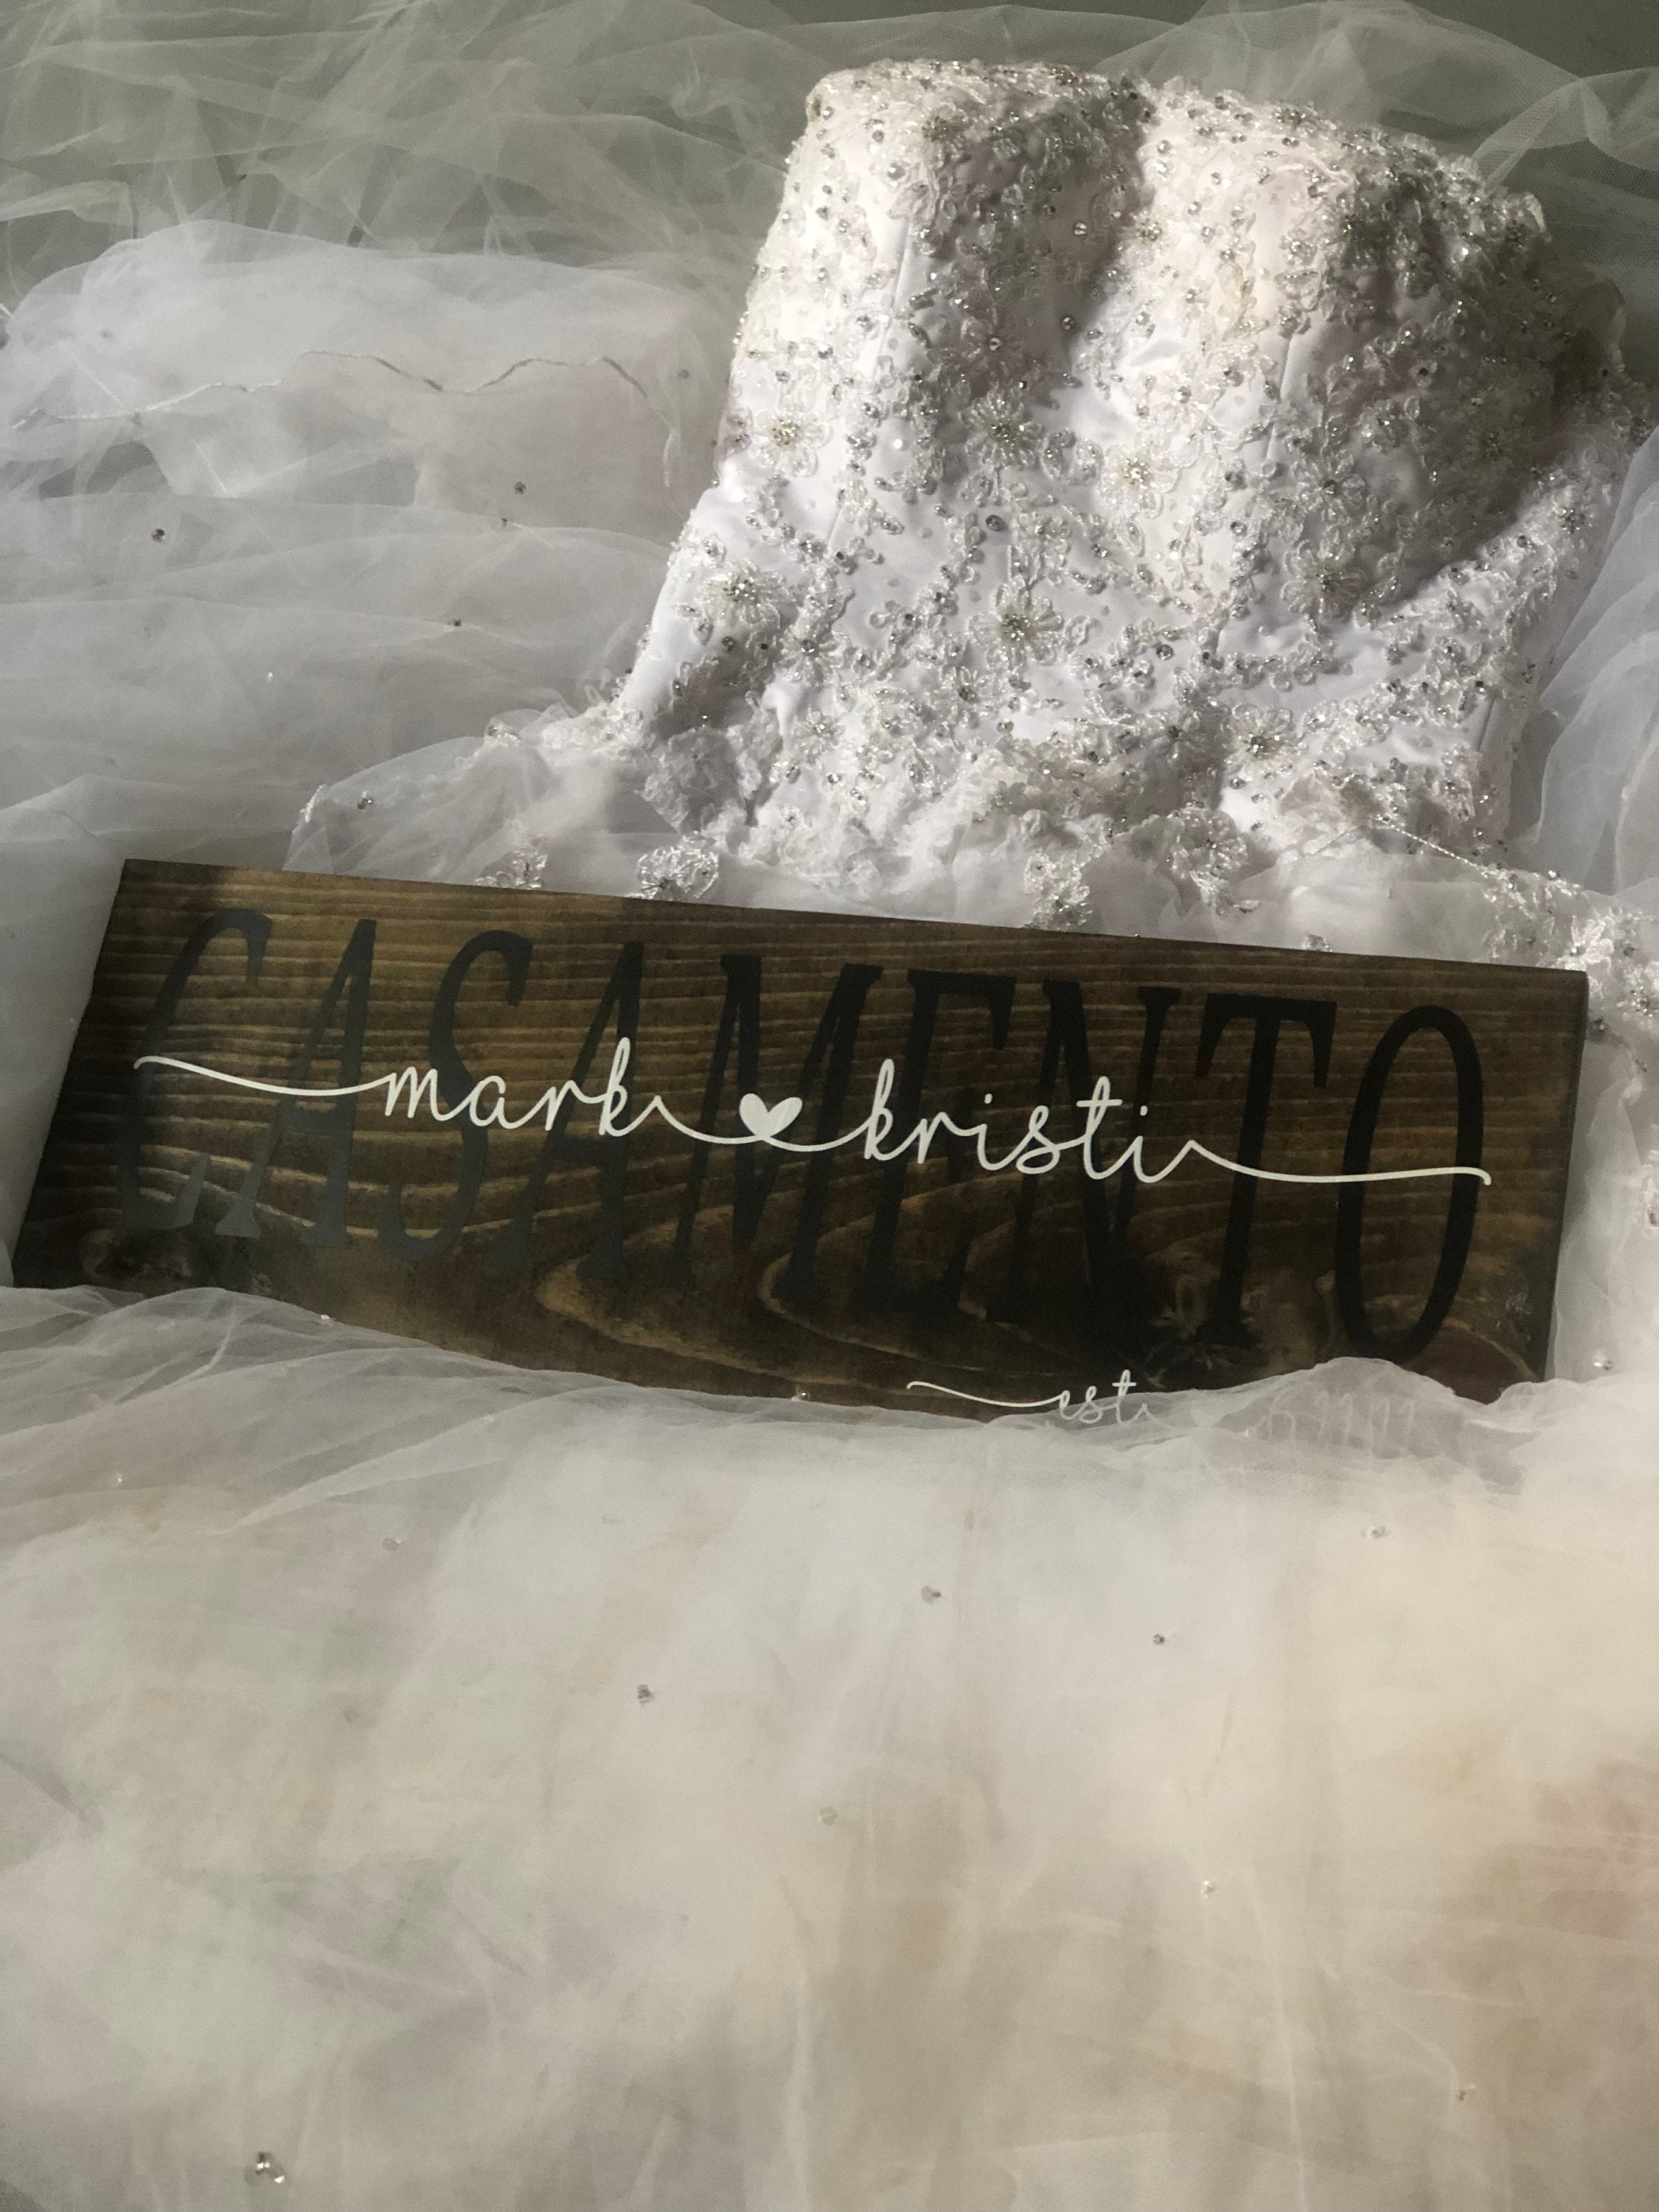 CASAMENTO
mark kristi
est.